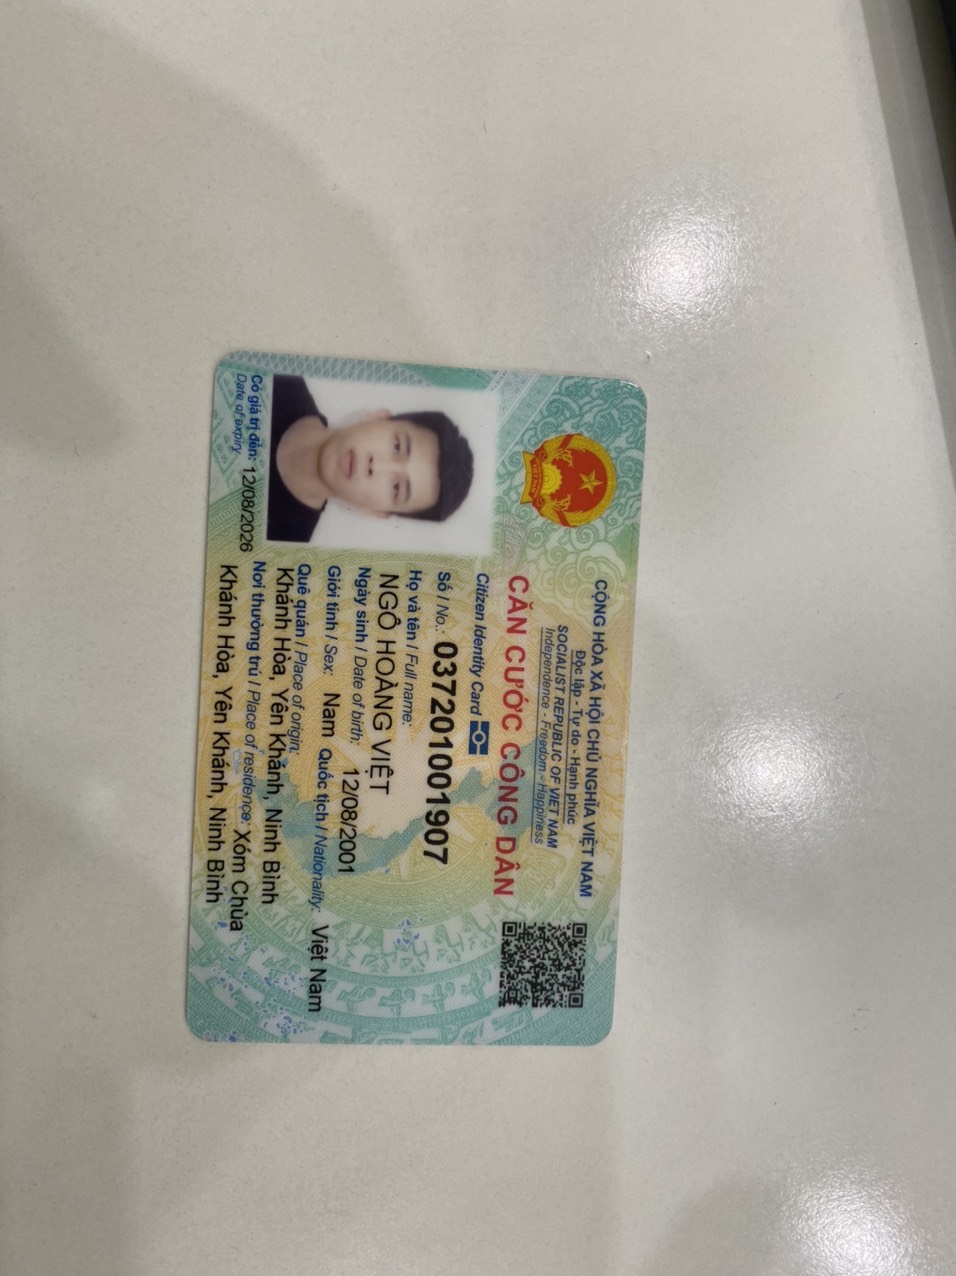 CỘNG HÒA XÃ HỘI CHỦ NGHĨA VIỆT NAM
Độc lập - Tự do - Hạnh phúc
SOCIALIST REPUBLIC OF VIET NAM
Independence - Freedom - Happiness
CĂN CƯỚC CÔNG DÂN
Citizen Identity Card
Số / No.: 037201001907
Họ và tên / Full name:
NGÔ HOÀNG VIỆT
Ngày sinh / Date of birth: 12/08/2001
Giới tính / Sex: Nam Quốc tịch / Nationality: Việt Nam
Quê quán / Place of origin:
Khánh Hòa, Yên Khánh, Ninh Bình
Nơi thường trú / Place of residence: Xóm Chùa
Khánh Hòa, Yên Khánh, Ninh Bình
Có giá trị đến: 12/08/2026
Date of expiry